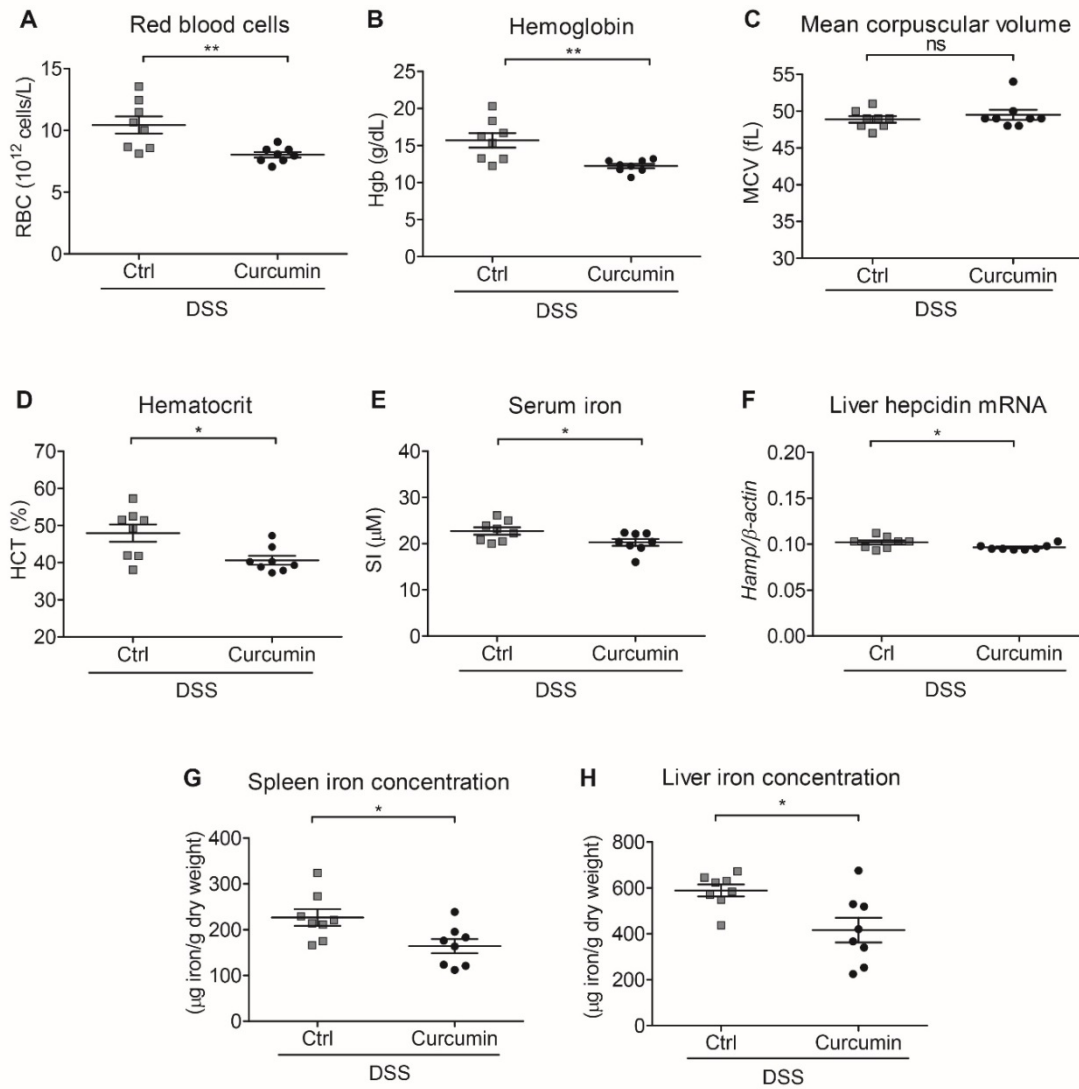 A
Red blood cells
**
RBC (10¹² cells/L)
15
10
5
0
Ctrl
Curcumin
DSS
B
Hemoglobin
**
Hgb (g/dL)
25
20
15
10
5
0
Ctrl
Curcumin
DSS
C
Mean corpuscular volume
ns
MCV (fL)
60
50
45
40
35
30
Ctrl
Curcumin
DSS
D
Hematocrit
*
HCT (%)
70
60
50
40
30
20
Ctrl
Curcumin
DSS
E
Serum iron
*
SI (µM)
40
30
20
10
0
Ctrl
Curcumin
DSS
F
Liver hepcidin mRNA
*
Hamp/β-actin
0.20
0.15
0.10
0.05
0.00
Crl
Curcumin
DSS
G
Spleen iron concentration
*
(µg iron/g dry weight)
400
300
200
100
0
Ctrl
Curcumin
DSS
H
Liver iron concentration
*
(µg iron/g dry weight)
800
600
400
200
0
Ctrl
Curcumin
DSS